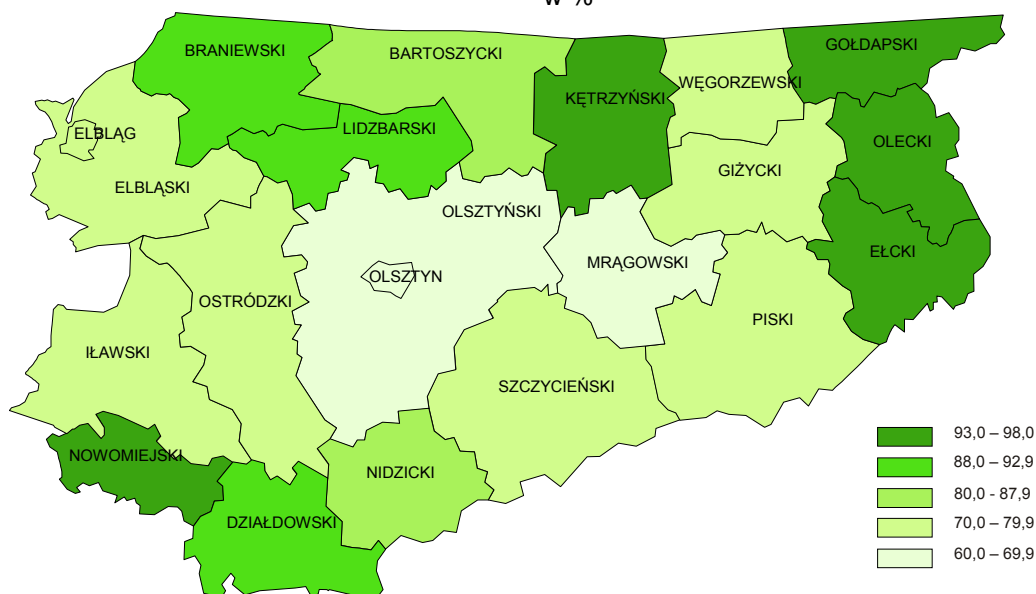 w %
BRANIEWSKI
BARTOSZYCKI
GOŁDAPSKI
WĘGORZEWSKI
KĘTRZYŃSKI
ELBLĄG
LIDZBARSKI
OLECKI
ELBLĄSKI
GIŻYCKI
OLSZTYŃSKI
EŁCKI
MRĄGOWSKI
OLSZTYN
OSTRÓDZKI
PISKI
IŁAWSKI
SZCZYCIEŃSKI
NOWOMIEJSKI
NIDZICKI
DZIAŁDOWSKI
93,0 – 98,0
88,0 – 92,9
80,0 - 87,9
70,0 – 79,9
60,0 – 69,9